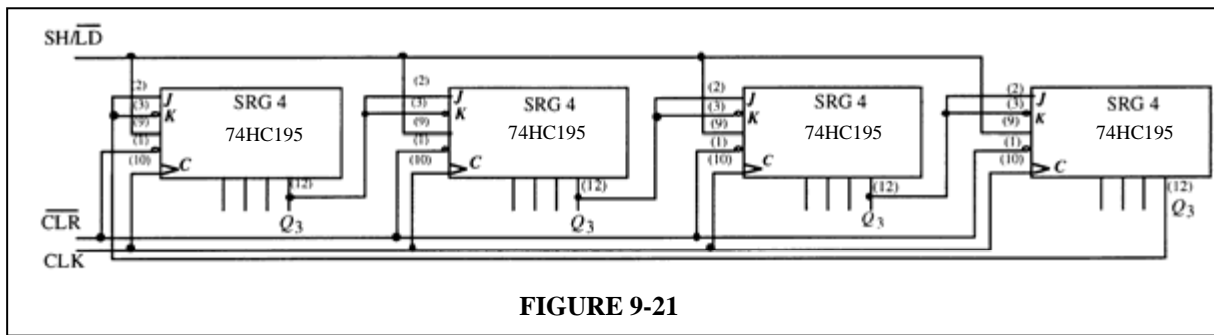 SH/L̅D̅
(2) J (3) K (9) (1) (10) C SRG 4 74HC195 (12) Q3
(2) J (3) K (9) (1) (10) C SRG 4 74HC195 (12) Q3
(2) J (3) K (9) (1) (10) C SRG 4 74HC195 (12) Q3
(2) J (3) K (9) (1) (10) C SRG 4 74HC195 (12) Q3
C̅L̅R̅
CLK
FIGURE 9-21